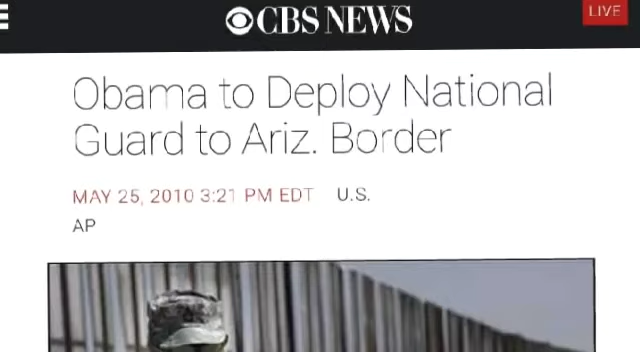 CBS NEWS
LIVE
Obama to Deploy National
Guard to Ariz. Border
MAY 25, 2010 3:21 PM EDT U.S.
AP